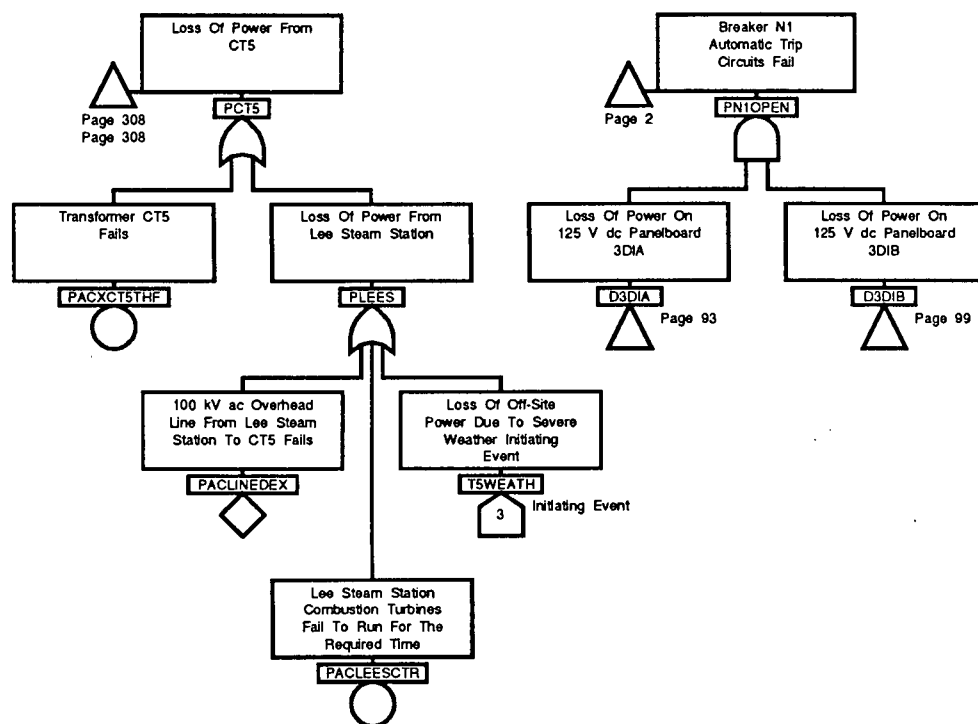 Loss Of Power From
CT5
Page 308
Page 308
PCT5
Breaker N1
Automatic Trip
Circuits Fail
Page 2
PN1OPEN
Transformer CT5
Fails
PACXCT5THF
Loss Of Power From
Lee Steam Station
PLEES
Loss Of Power On
125 V dc Panelboard
3DIA
D3DIA
Page 93
Loss Of Power On
125 V dc Panelboard
3DIB
D3DIB
Page 99
100 kV ac Overhead
Line From Lee Steam
Station To CT5 Fails
PACLINEDEX
Loss Of Off-Site
Power Due To Severe
Weather Initiating
Event
T5WEATH
3
Initiating Event
Lee Steam Station
Combustion Turbines
Fail To Run For The
Required Time
PACLEESCTR